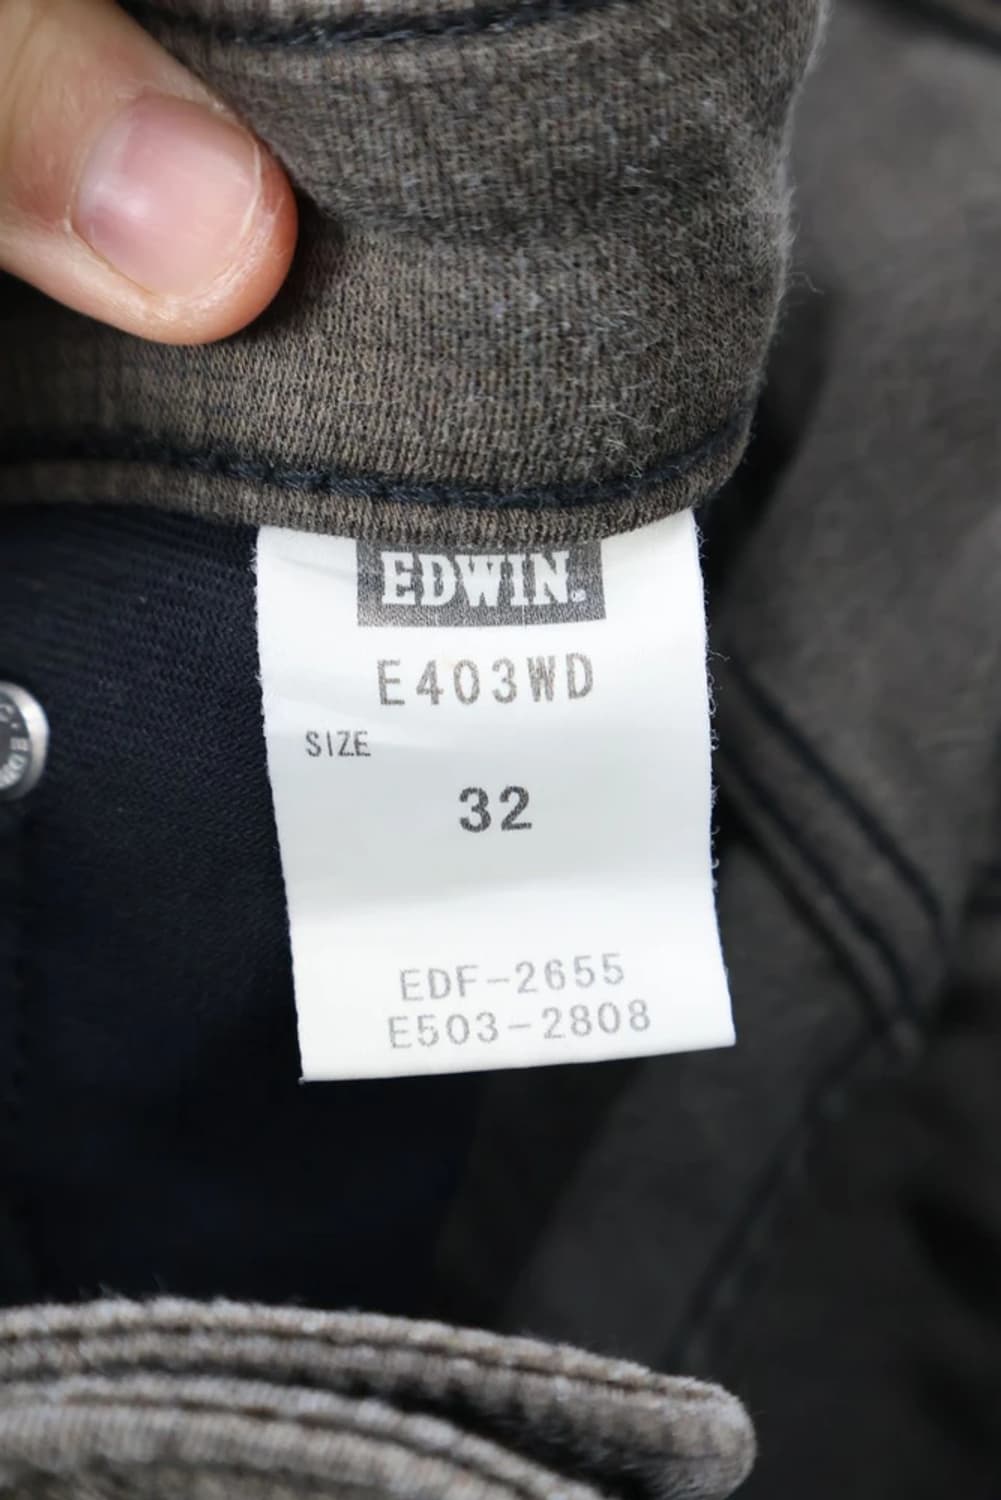 EDWIN.
E403WD
SIZE
32
EDF-2655
E503-2808